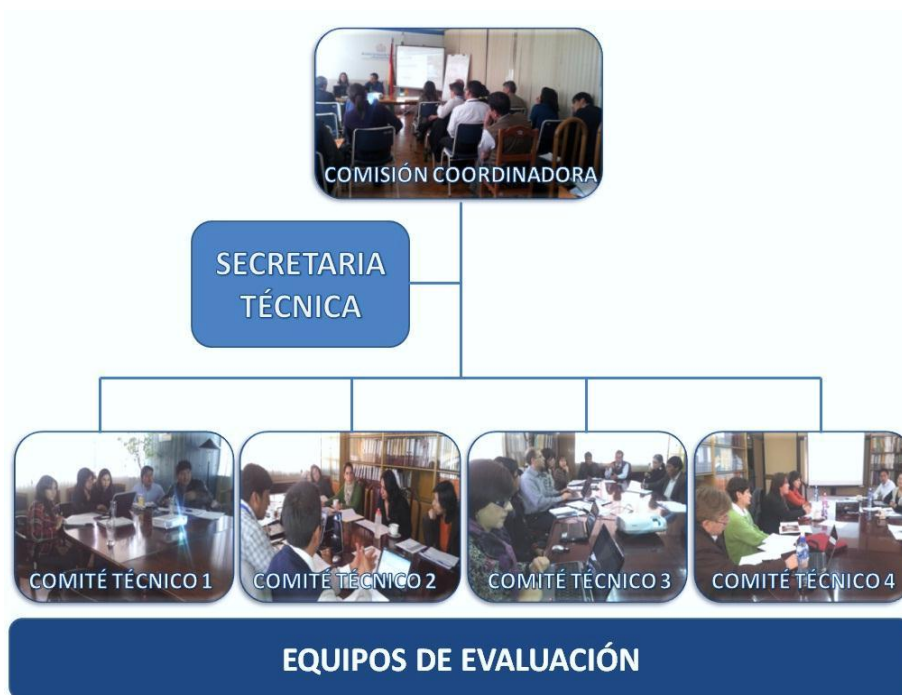 COMISIÓN COORDINADORA
SECRETARIA
TÉCNICA
COMITÉ TÉCNICO 1
COMITÉ TÉCNICO 2
COMITÉ TÉCNICO 3
COMITÉ TÉCNICO 4
EQUIPOS DE EVALUACIÓN